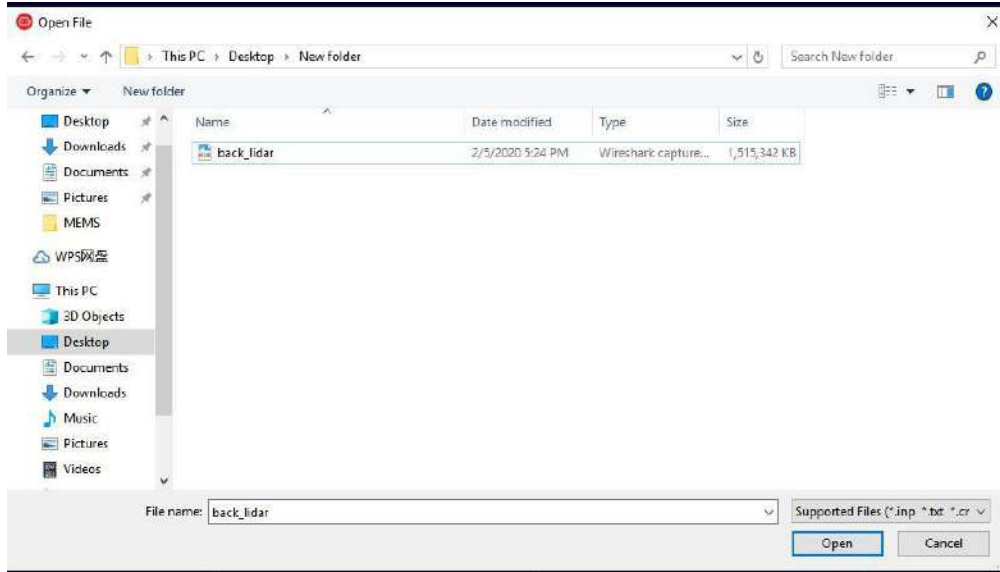 Open File
This PC > Desktop > New folder
Search New folder
Organize
New folder
Name
Date modified
Type
Size
back_lidar
2/5/2020 5:24 PM
Wireshark capture...
1,515,342 KB
Desktop
Downloads
Documents
Pictures
MEMS
WPS网盘
This PC
3D Objects
Desktop
Documents
Downloads
Music
Pictures
Videos
File name:
back_lidar
Supported Files (*.inp *.txt *.cr
Open
Cancel